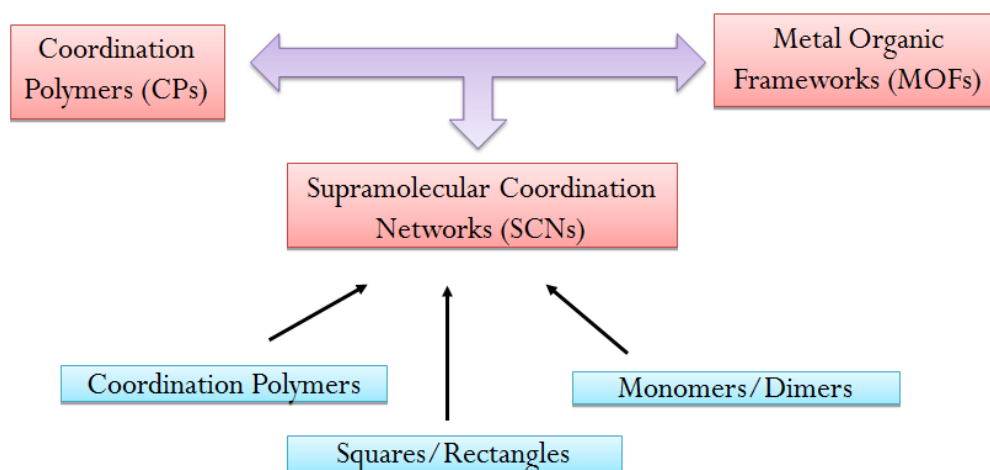 Coordination
Polymers (CPs)
Metal Organic
Frameworks (MOFs)
Supramolecular Coordination
Networks (SCNs)
Coordination Polymers
Monomers/Dimers
Squares/Rectangles